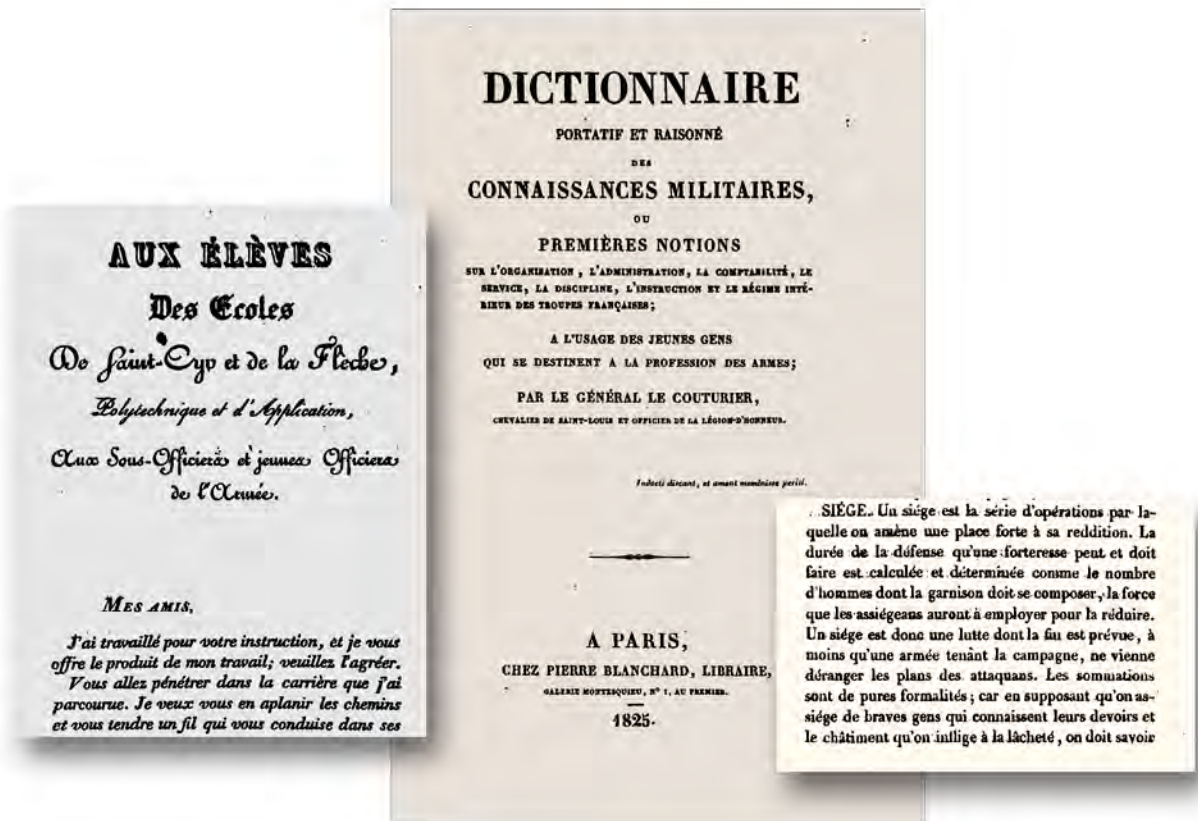 AUX ÉLÈVES
Des Écoles
De Saint-Cyr et de la Flèche,
Polytechnique et d'Application,
Aux Sous-Officiers et jeunes Officiers
de l'Armée.
MES AMIS,
J'ai travaillé pour votre instruction, et je vous
offre le produit de mon travail; veuillez l'agréer.
Vous allez pénétrer dans la carrière que j'ai
parcourue. Je veux vous en aplanir les chemins
et vous tendre un fil qui vous conduise dans ses
DICTIONNAIRE
PORTATIF ET RAISONNÉ
DES
CONNAISSANCES MILITAIRES,
OU
PREMIÈRES NOTIONS
SUR L'ORGANISATION, L'ADMINISTRATION, LA COMPTABILITÉ, LE
SERVICE, LA DISCIPLINE, L'INSTRUCTION ET LE RÉGIME INTÉ-
RIEUR DES TROUPES FRANÇAISES;
A L'USAGE DES JEUNES GENS
QUI SE DESTINENT A LA PROFESSION DES ARMES;
PAR LE GÉNÉRAL LE COUTURIER,
CHEVALIER DE SAINT-LOUIS ET OFFICIER DE LA LÉGION-D'HONNEUR.
Indocti discant, et ament meminisse periti.
A PARIS,
CHEZ PIERRE BLANCHARD, LIBRAIRE,
GALERIE MONTESQUIEU, N° 1, AU PREMIER.
1825.
SIÉGE. Un siége est la série d'opérations par la-
quelle on amène une place forte à sa reddition. La
durée de la défense qu'une forteresse peut et doit
faire est calculée et déterminée comme le nombre
d'hommes dont la garnison doit se composer, la force
que les assiégeans auront à employer pour la réduire.
Un siége est donc une lutte dont la fin est prévue, à
moins qu'une armée tenant la campagne, ne vienne
déranger les plans des attaquans. Les sommations
sont de pures formalités; car en supposant qu'on as-
siége de braves gens qui connaissent leurs devoirs et
le châtiment qu'on inflige à la lâcheté, on doit savoir